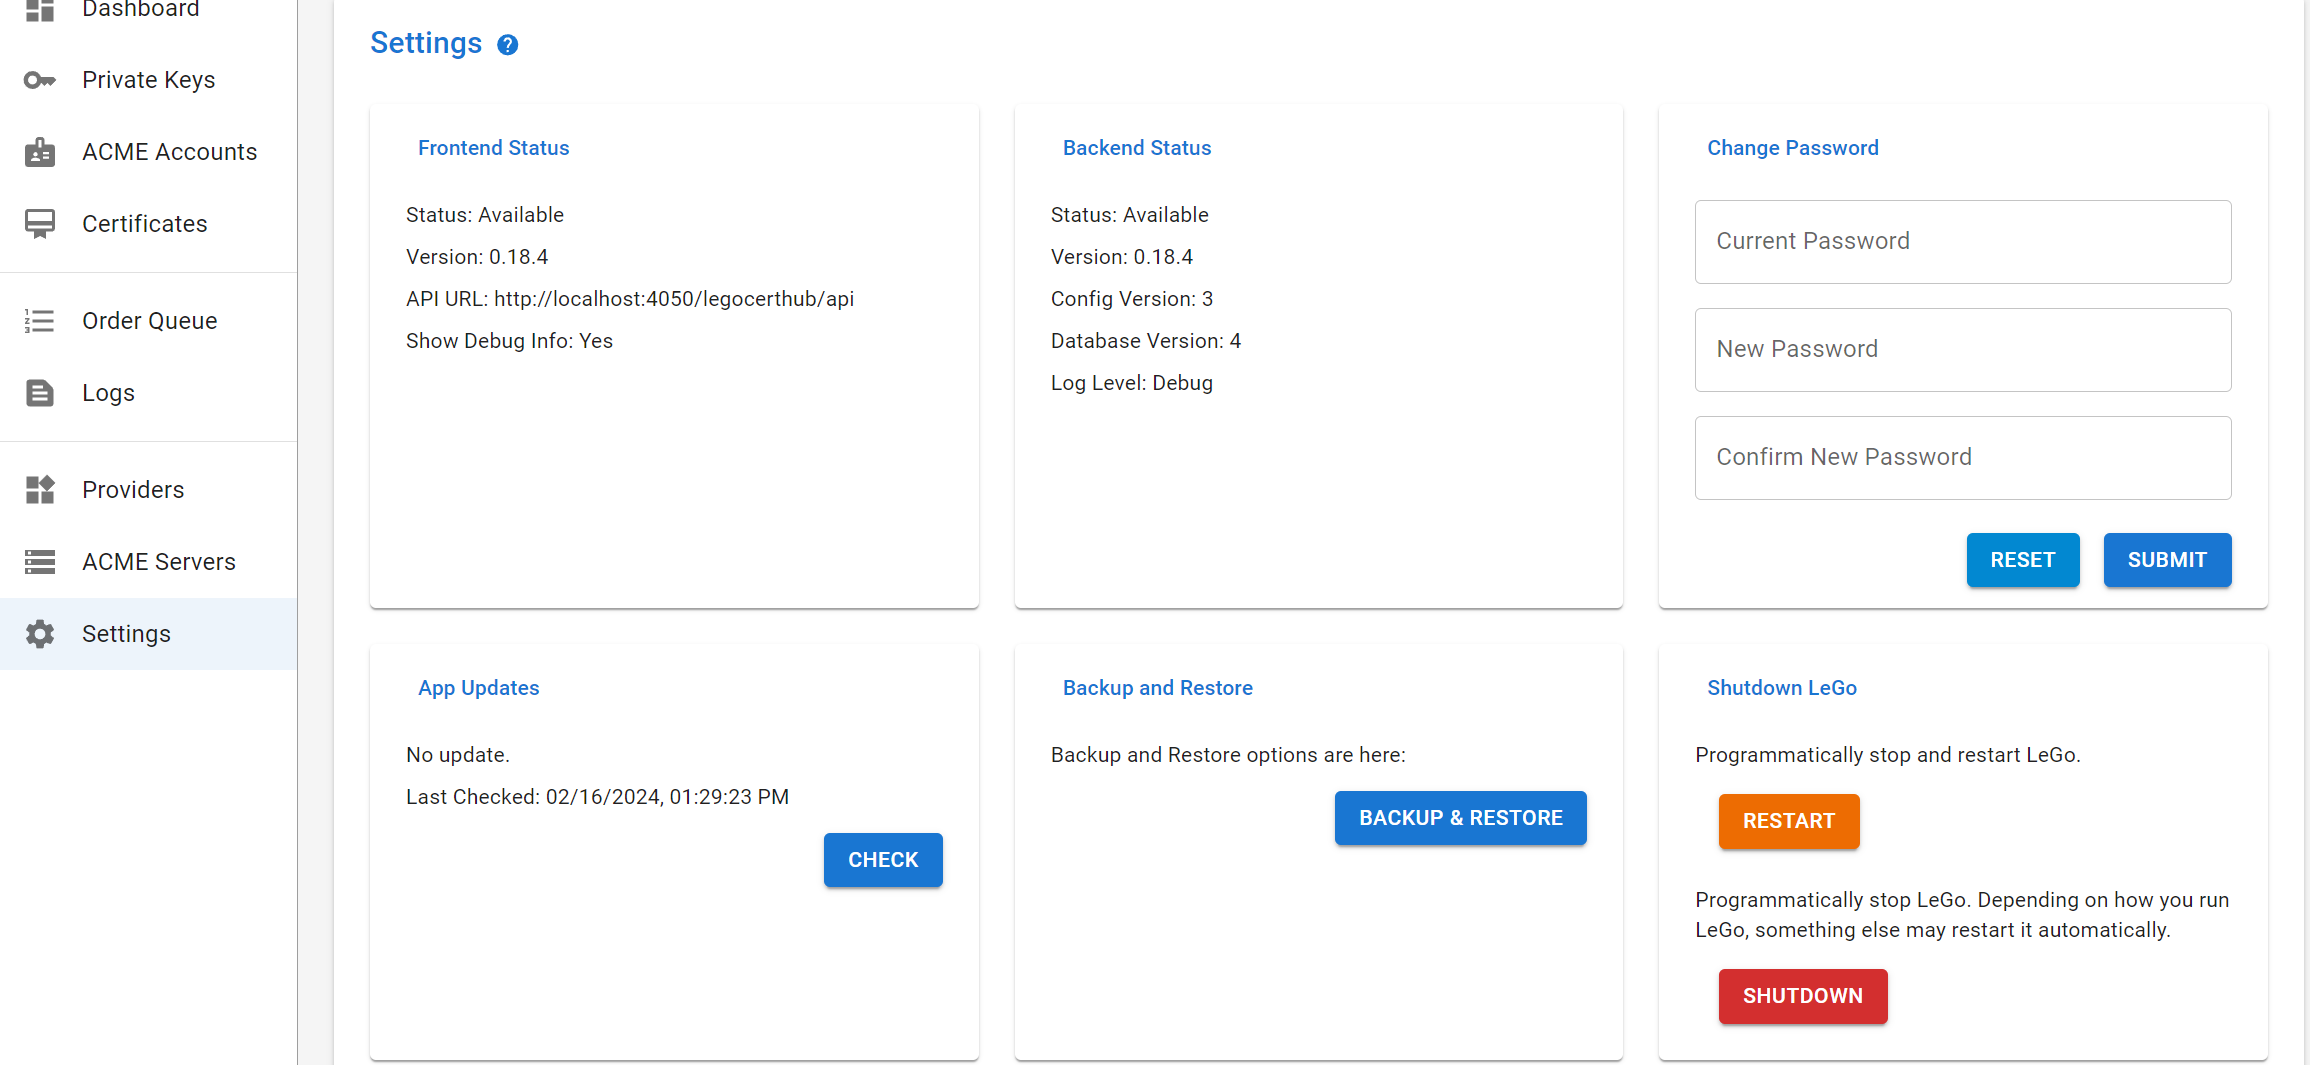 Dashboard
Private Keys
ACME Accounts
Certificates
Order Queue
Logs
Providers
ACME Servers
Settings
Settings
Frontend Status
Status: Available
Version: 0.18.4
API URL: http://localhost:4050/legocerthub/api
Show Debug Info: Yes
Backend Status
Status: Available
Version: 0.18.4
Config Version: 3
Database Version: 4
Log Level: Debug
Change Password
Current Password
New Password
Confirm New Password
RESET
SUBMIT
App Updates
No update.
Last Checked: 02/16/2024, 01:29:23 PM
CHECK
Backup and Restore
Backup and Restore options are here:
BACKUP & RESTORE
Shutdown LeGo
Programmatically stop and restart LeGo.
RESTART
Programmatically stop LeGo. Depending on how you run
LeGo, something else may restart it automatically.
SHUTDOWN